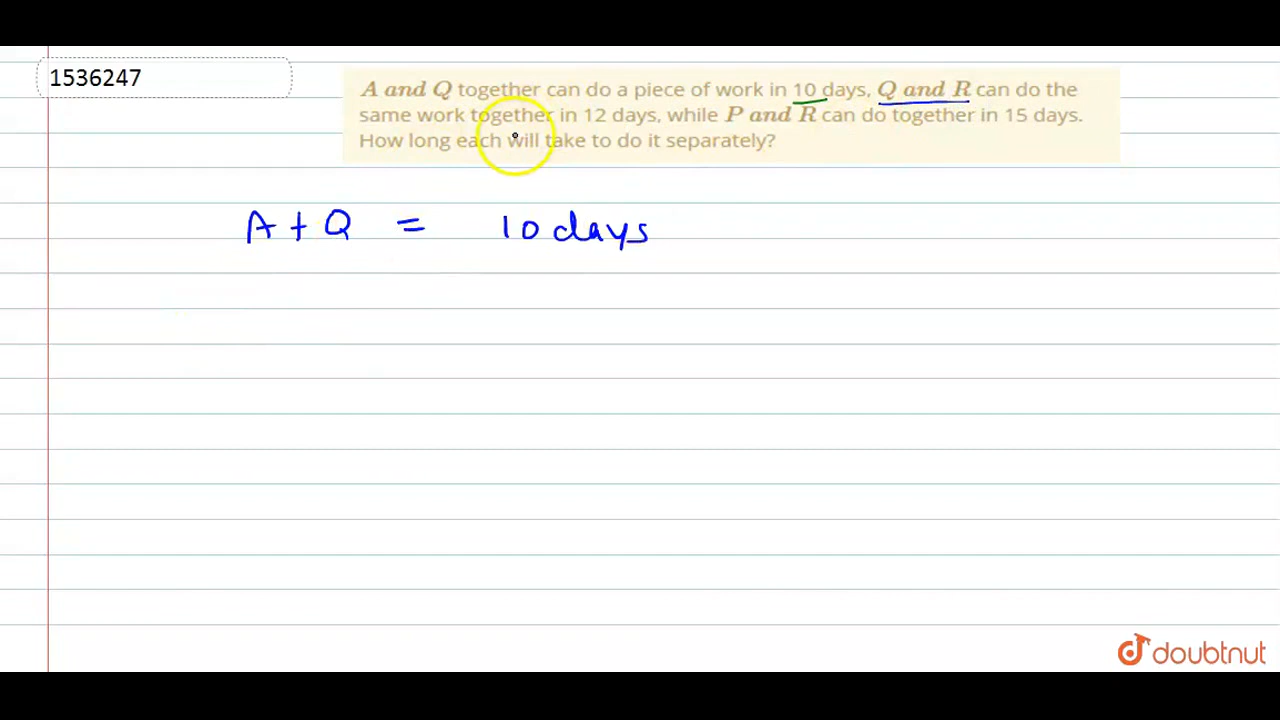 1536247
A and Q together can do a piece of work in 10 days, Q and R can do the
same work together in 12 days, while P and R can do together in 15 days.
How long each will take to do it separately?
A + Q = 10 days
doubtnut